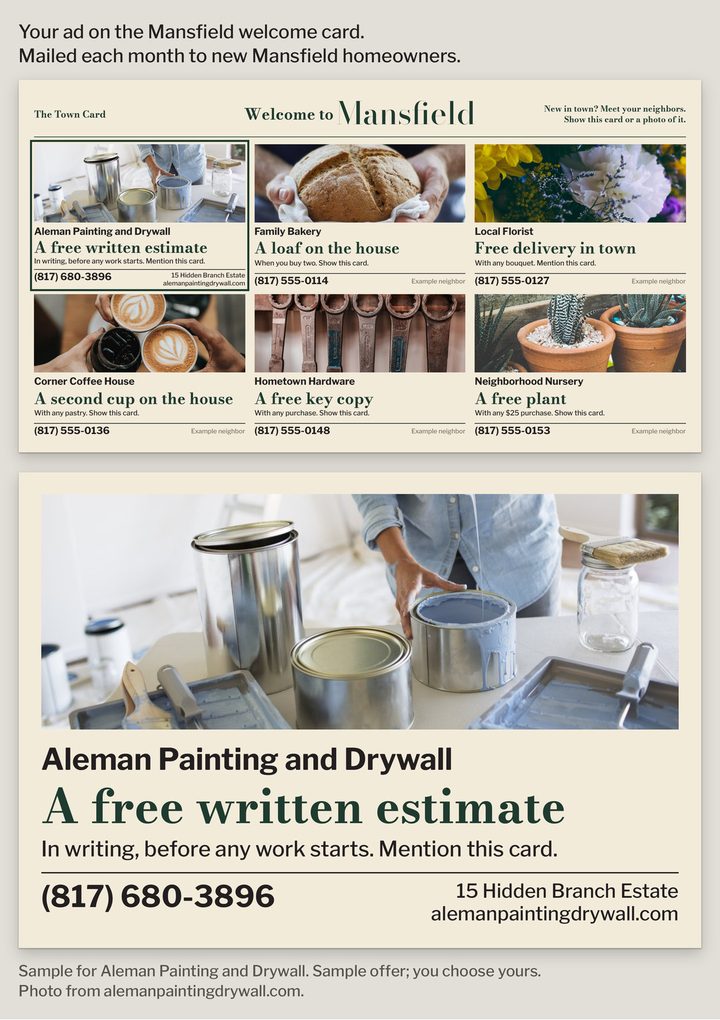 Your ad on the Mansfield welcome card.
Mailed each month to new Mansfield homeowners.
The Town Card
Welcome to Mansfield
New in town? Meet your neighbors.
Show this card or a photo of it.
Aleman Painting and Drywall
A free written estimate
In writing, before any work starts. Mention this card.
(817) 680-3896
15 Hidden Branch Estate
alemanpaintingdrywall.com
Family Bakery
A loaf on the house
When you buy two. Show this card.
(817) 555-0114
Example neighbor
Local Florist
Free delivery in town
With any bouquet. Mention this card.
(817) 555-0127
Example neighbor
Corner Coffee House
A second cup on the house
With any pastry. Show this card.
(817) 555-0136
Example neighbor
Hometown Hardware
A free key copy
With any purchase. Show this card.
(817) 555-0148
Example neighbor
Neighborhood Nursery
A free plant
With any $25 purchase. Show this card.
(817) 555-0153
Example neighbor
Aleman Painting and Drywall
A free written estimate
In writing, before any work starts. Mention this card.
(817) 680-3896
15 Hidden Branch Estate
alemanpaintingdrywall.com
Sample for Aleman Painting and Drywall. Sample offer; you choose yours.
Photo from alemanpaintingdrywall.com.